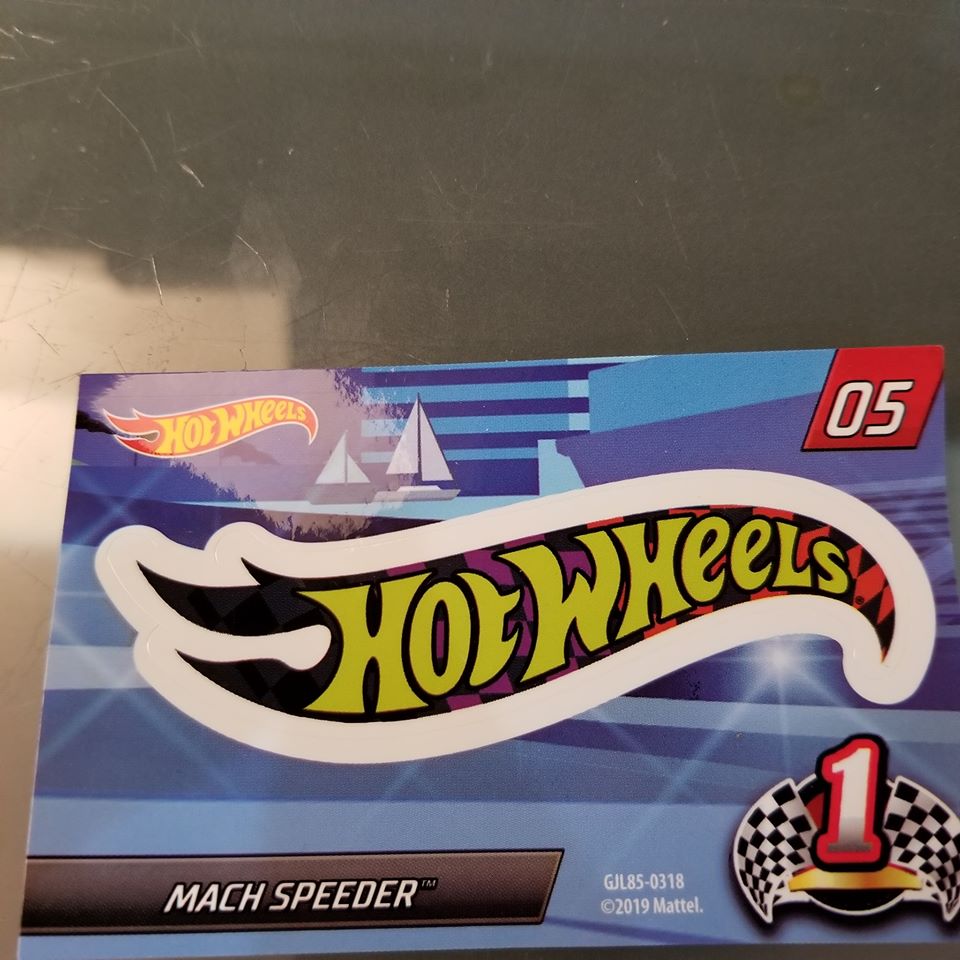 HOT WHEELS
05
HOT WHEELS®
1
MACH SPEEDER™
GJL85-0318
©2019 Mattel.